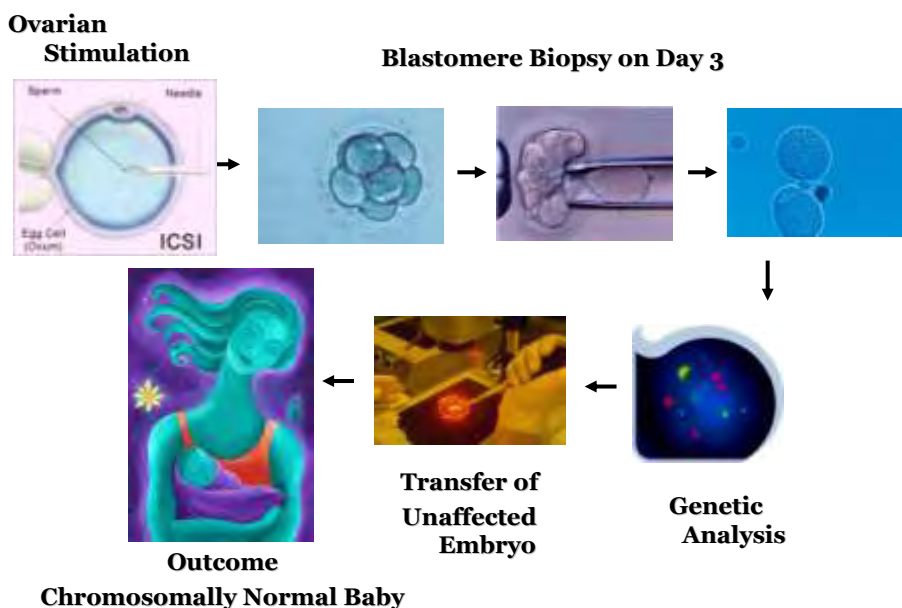 Ovarian
Stimulation
Blastomere Biopsy on Day 3
Sperm
Needle
Egg Cell
(Ovum)
ICSI
Transfer of
Unaffected
Embryo
Genetic
Analysis
Outcome
Chromosomally Normal Baby